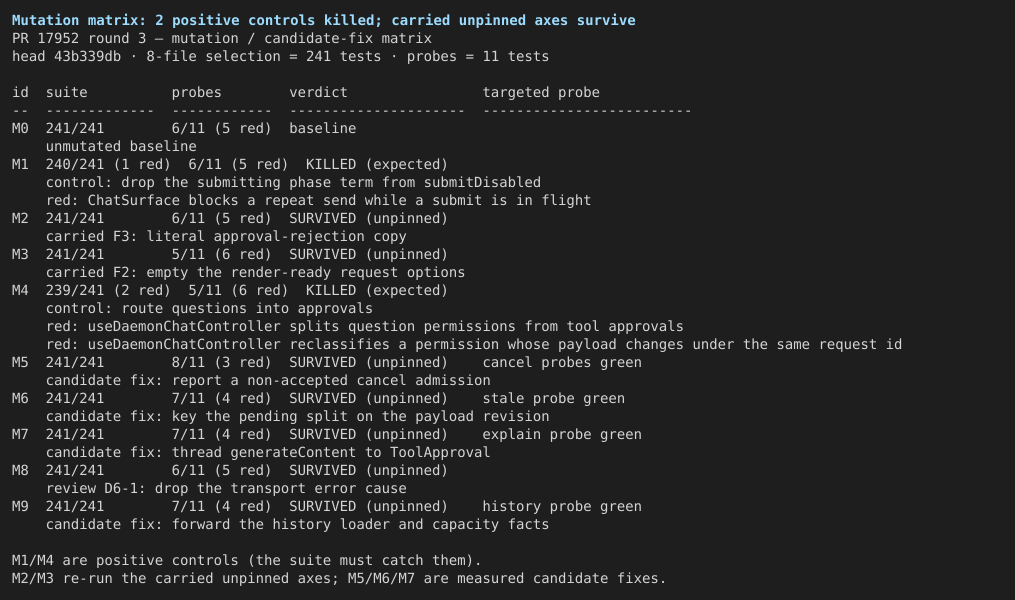 Mutation matrix: 2 positive controls killed; carried unpinned axes survive
PR 17952 round 3 — mutation / candidate-fix matrix
head 43b339db · 8-file selection = 241 tests · probes = 11 tests

id  suite          probes        verdict                targeted probe
--  -------------  ------------  ---------------------  -------------------------
M0  241/241        6/11 (5 red)  baseline
    unmutated baseline
M1  240/241 (1 red)  6/11 (5 red)  KILLED (expected)
    control: drop the submitting phase term from submitDisabled
    red: ChatSurface blocks a repeat send while a submit is in flight
M2  241/241        6/11 (5 red)  SURVIVED (unpinned)
    carried F3: literal approval-rejection copy
M3  241/241        5/11 (6 red)  SURVIVED (unpinned)
    carried F2: empty the render-ready request options
M4  239/241 (2 red)  5/11 (6 red)  KILLED (expected)
    control: route questions into approvals
    red: useDaemonChatController splits question permissions from tool approvals
    red: useDaemonChatController reclassifies a permission whose payload changes under the same request id
M5  241/241        8/11 (3 red)  SURVIVED (unpinned)    cancel probes green
    candidate fix: report a non-accepted cancel admission
M6  241/241        7/11 (4 red)  SURVIVED (unpinned)    stale probe green
    candidate fix: key the pending split on the payload revision
M7  241/241        7/11 (4 red)  SURVIVED (unpinned)    explain probe green
    candidate fix: thread generateContent to ToolApproval
M8  241/241        6/11 (5 red)  SURVIVED (unpinned)
    review D6-1: drop the transport error cause
M9  241/241        7/11 (4 red)  SURVIVED (unpinned)    history probe green
    candidate fix: forward the history loader and capacity facts

M1/M4 are positive controls (the suite must catch them).
M2/M3 re-run the carried unpinned axes; M5/M6/M7 are measured candidate fixes.